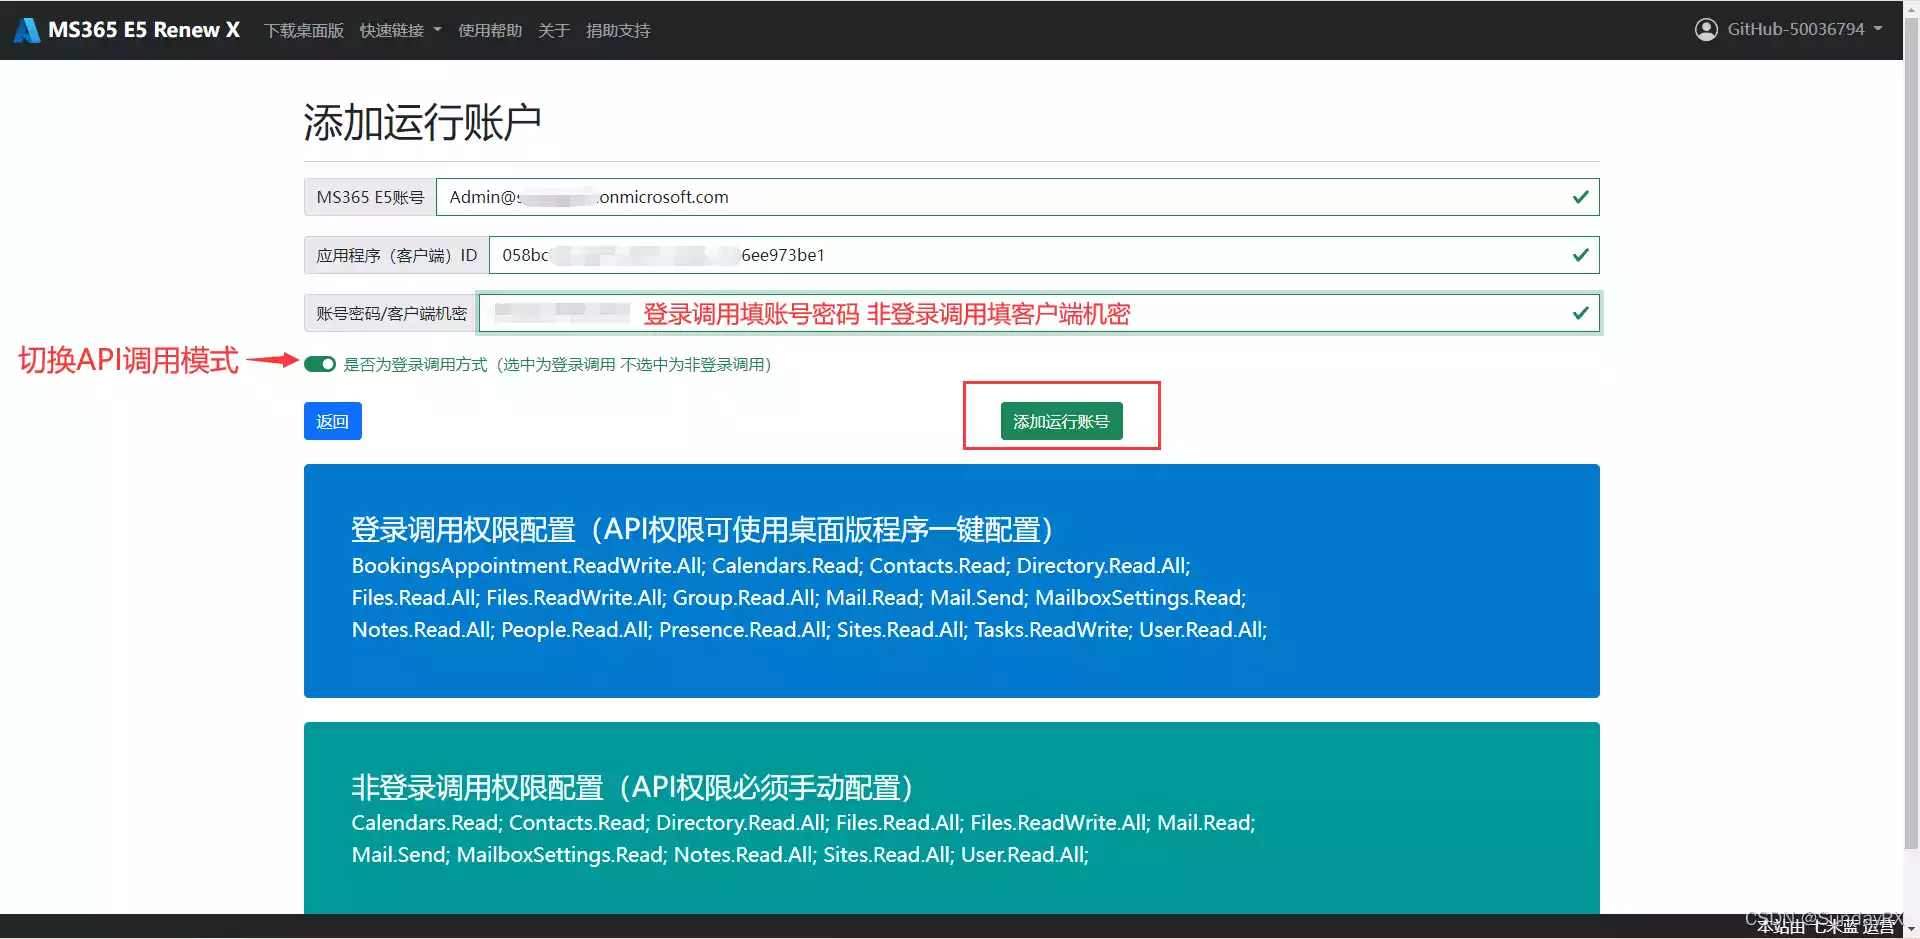 MS365 E5 Renew X 下载桌面版 快速链接 使用帮助 关于 捐助支持 GitHub-50036794
添加运行账户
MS365 E5账号 Admin@ .onmicrosoft.com
应用程序（客户端）ID 058bc 6ee973be1
账号密码/客户端机密 登录调用填账号密码 非登录调用填客户端机密
切换API调用模式 是否为登录调用方式（选中为登录调用 不选中为非登录调用）
返回 添加运行账号
登录调用权限配置（API权限可使用桌面版程序一键配置）
BookingsAppointment.ReadWrite.All; Calendars.Read; Contacts.Read; Directory.Read.All;
Files.Read.All; Files.ReadWrite.All; Group.Read.All; Mail.Read; Mail.Send; MailboxSettings.Read;
Notes.Read.All; People.Read.All; Presence.Read.All; Sites.Read.All; Tasks.ReadWrite; User.Read.All;
非登录调用权限配置（API权限必须手动配置）
Calendars.Read; Contacts.Read; Directory.Read.All; Files.Read.All; Files.ReadWrite.All; Mail.Read;
Mail.Send; MailboxSettings.Read; Notes.Read.All; Sites.Read.All; User.Read.All;
CSDN @SundayRX
本站由 七米蓝 运营